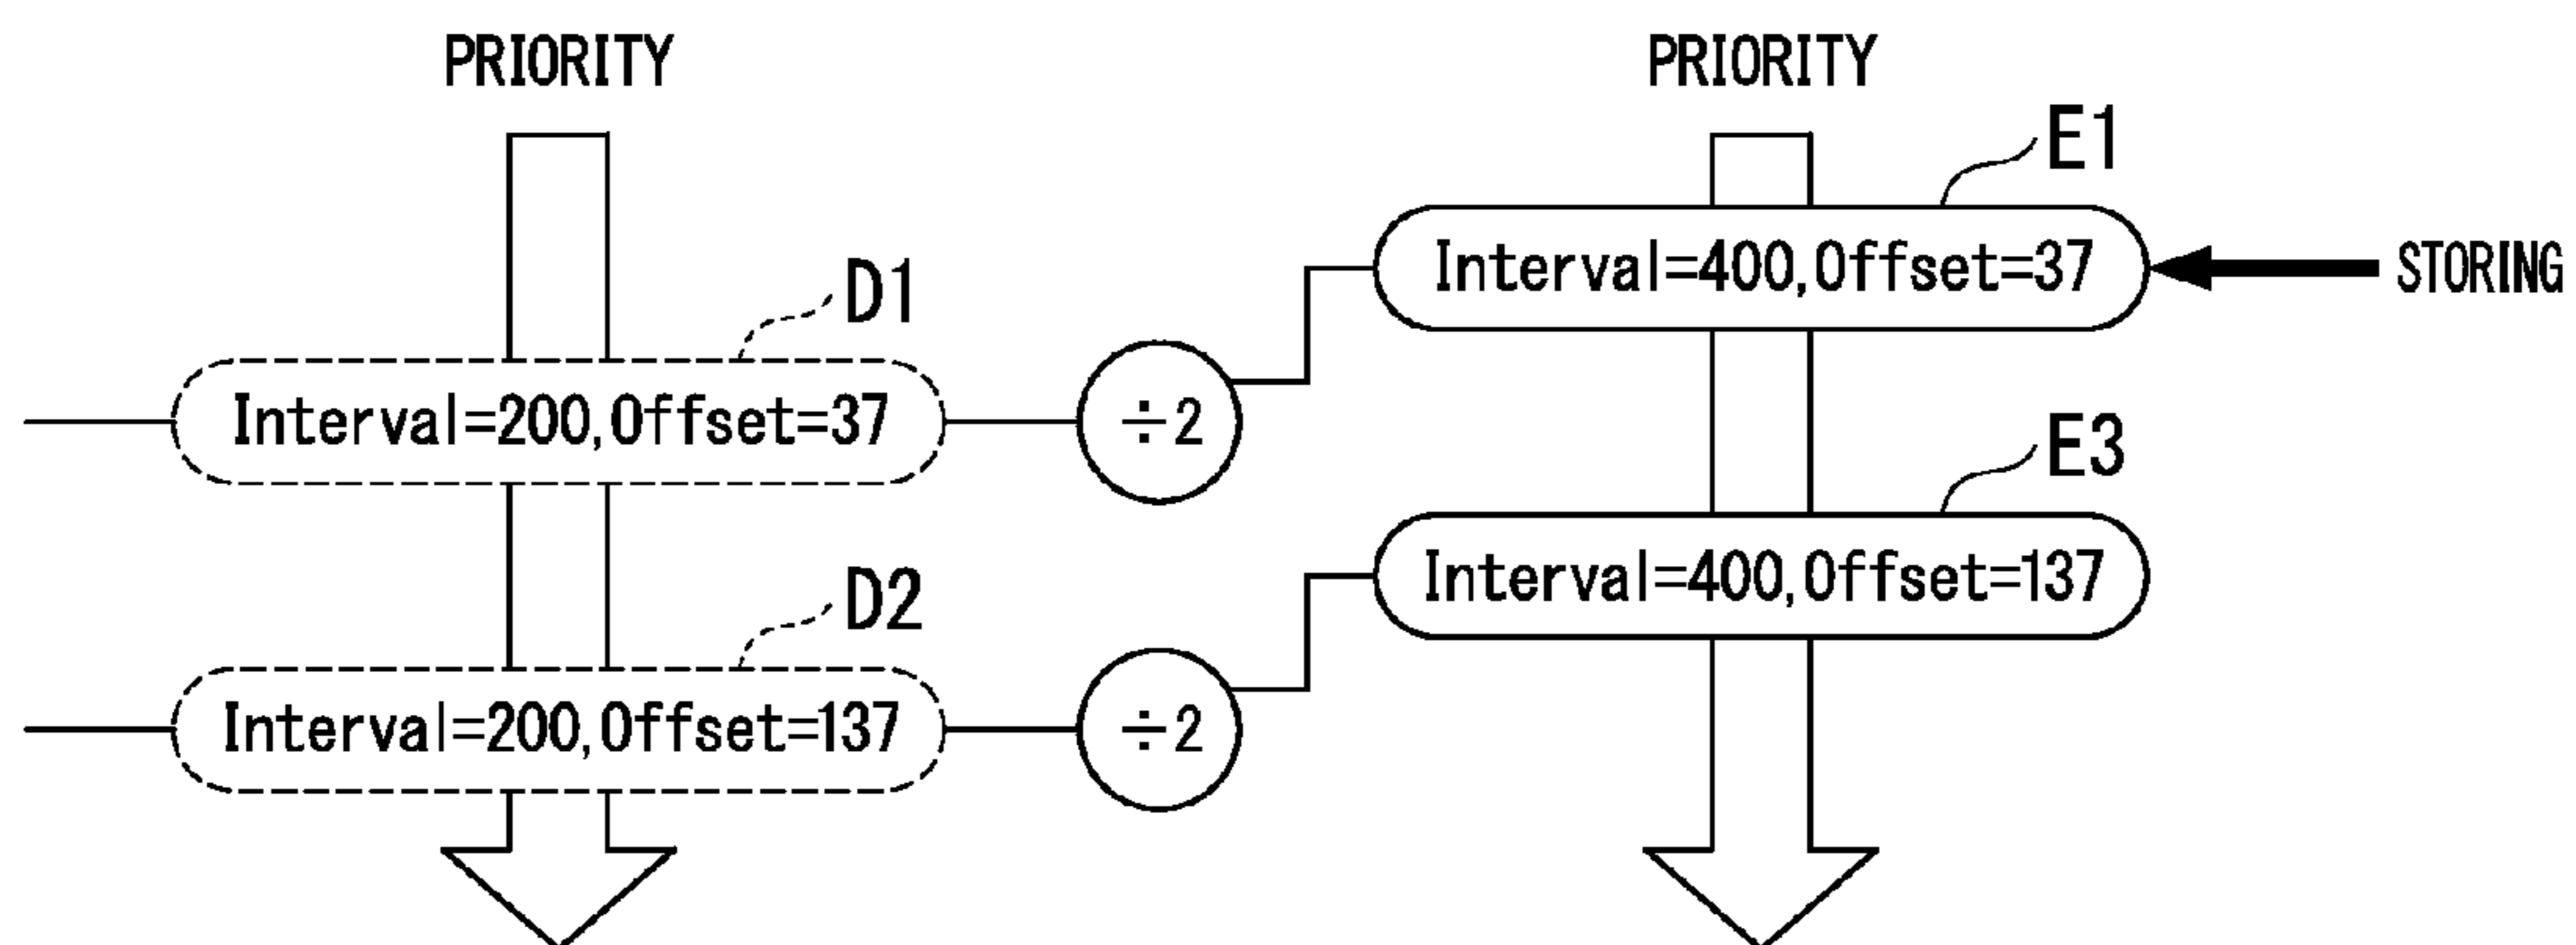 PRIORITY
PRIORITY
E1
Interval=400,Offset=37
STORING
D1
Interval=200,Offset=37
÷2
E3
Interval=400,Offset=137
D2
Interval=200,Offset=137
÷2